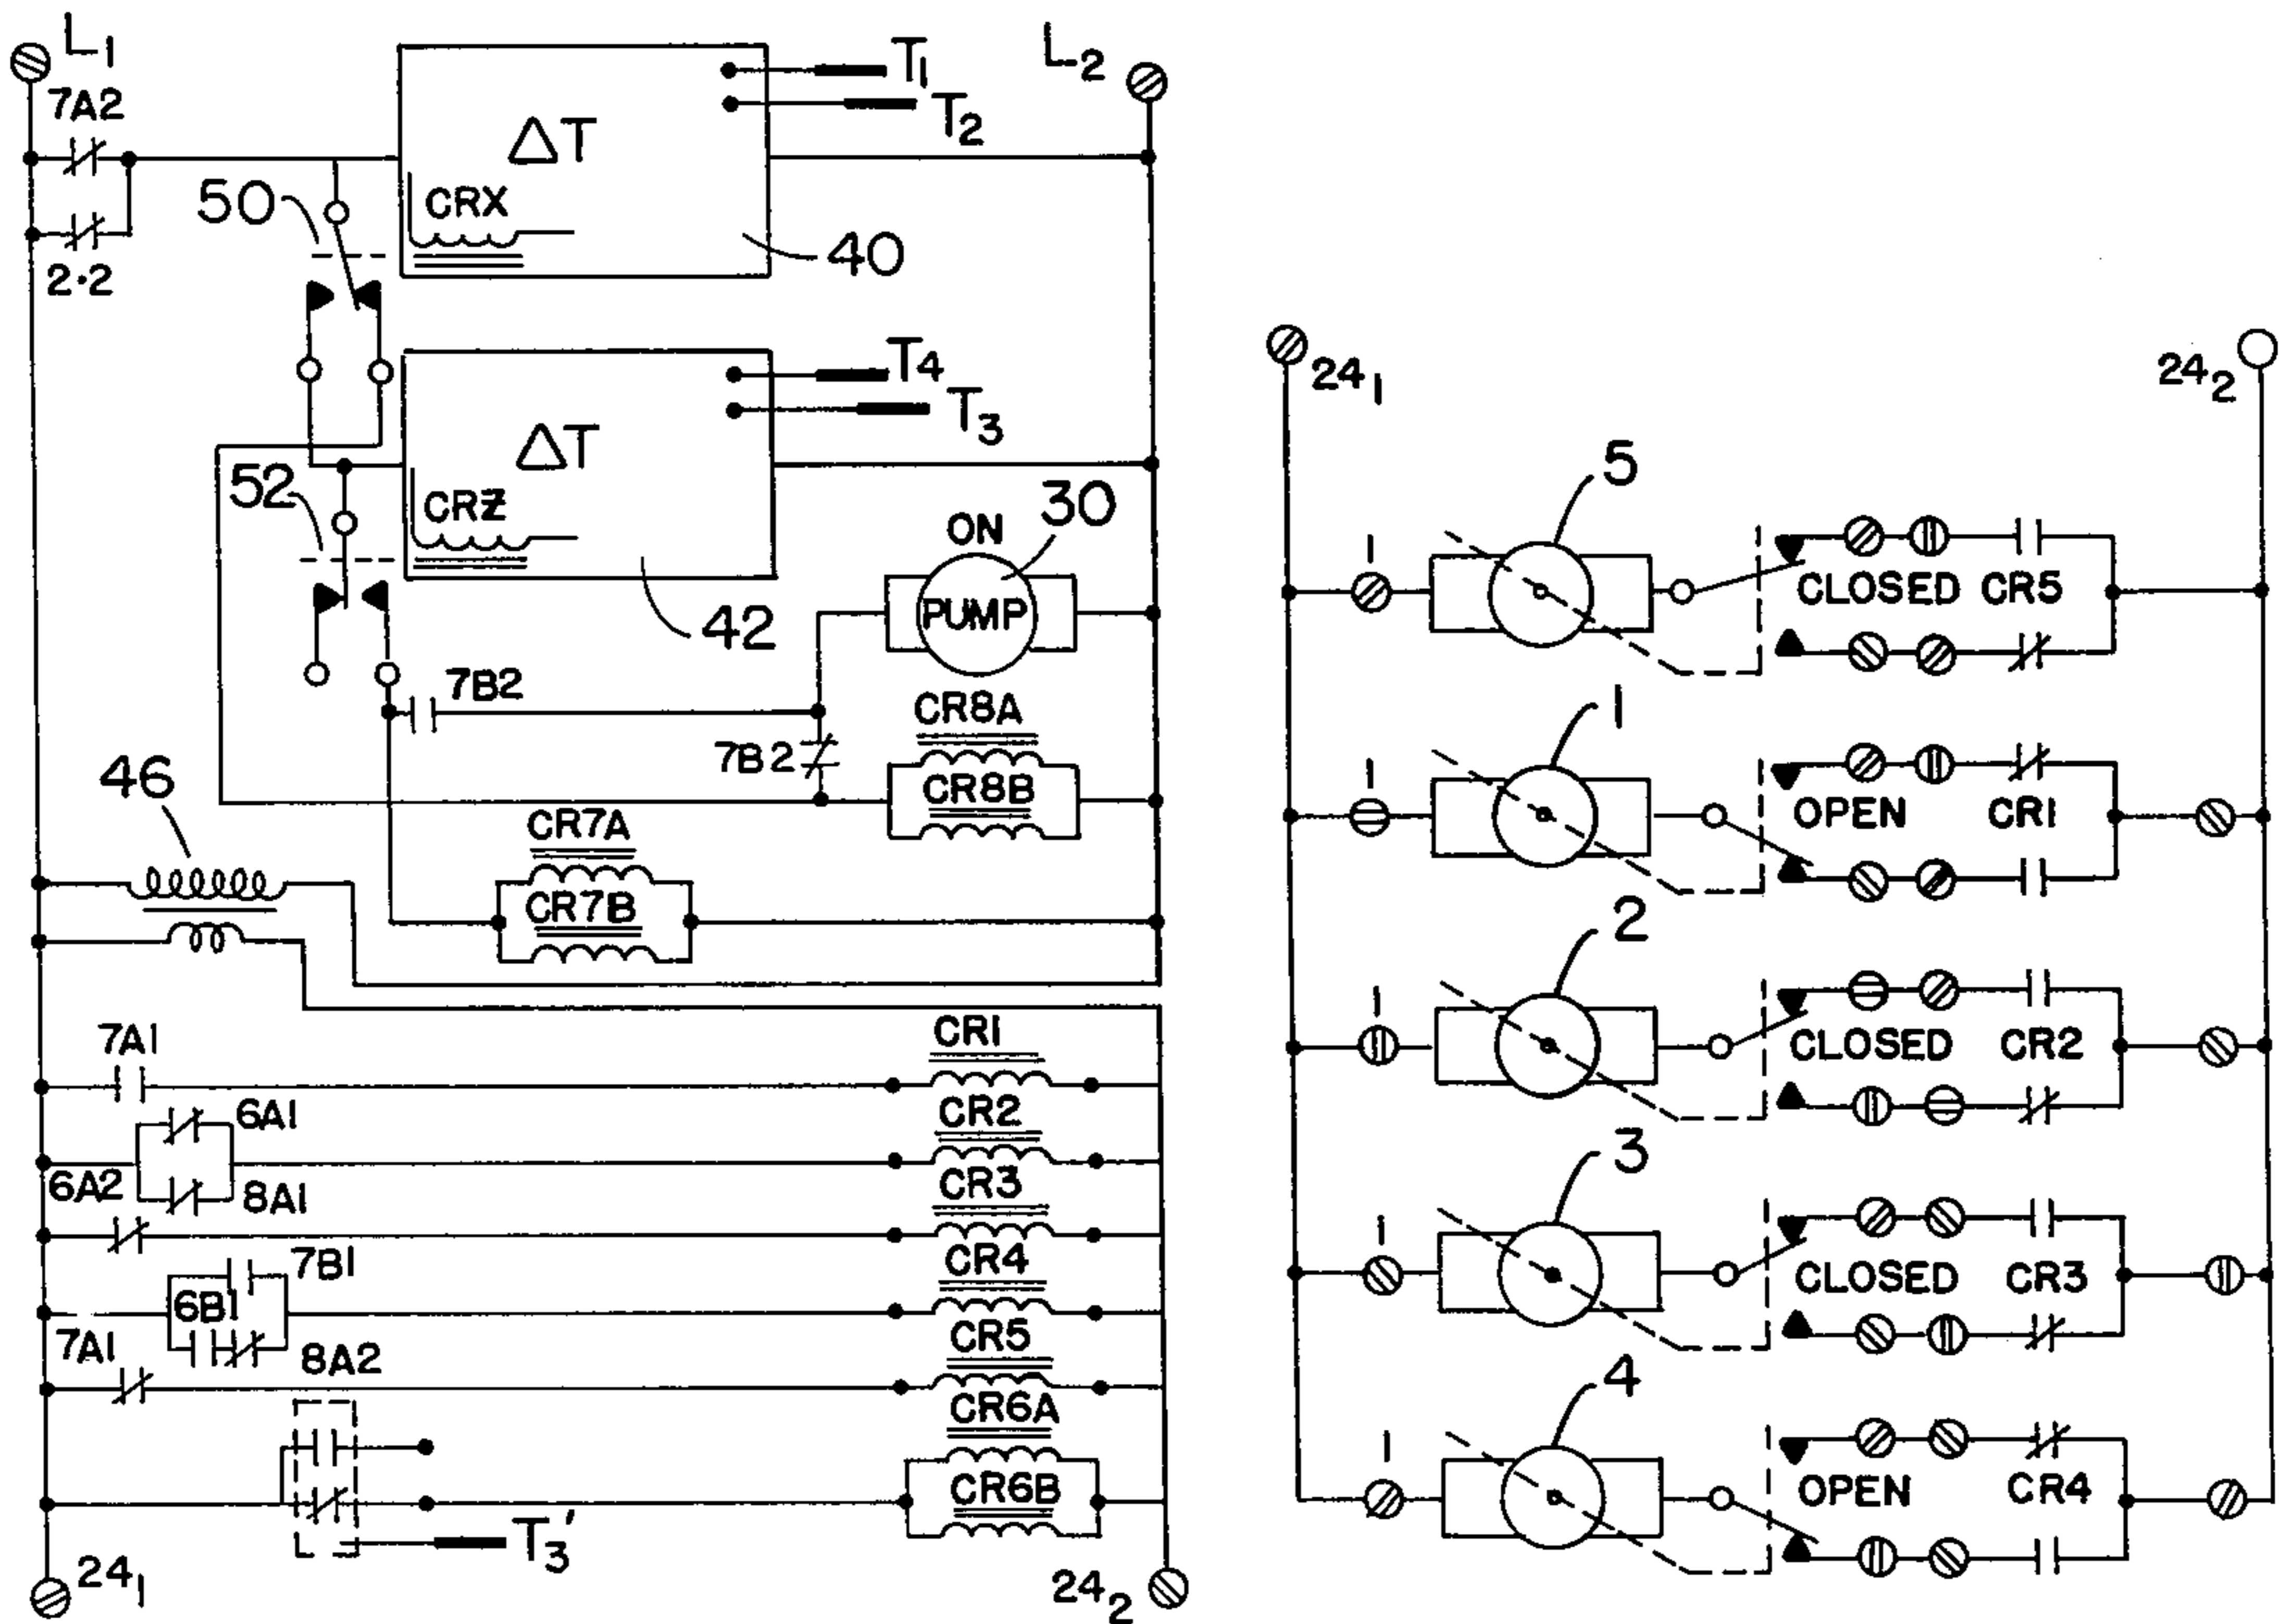 L1
L2
7A2
T1
T2
ΔT
50
CRX
40
2·2
T4
T3
ΔT
52
CRZ
ON
30
PUMP
42
7B2
CR8A
7B2
CR8B
46
CR7A
CR7B
7A1
CR1
6A1
CR2
6A2
8A1
CR3
7B1
CR4
6B1
7A1
8A2
CR5
CR6A
CR6B
T3'
241
242
241
242
5
1
CLOSED CR5
1
1
OPEN CR1
2
1
CLOSED CR2
3
1
CLOSED CR3
4
1
OPEN CR4